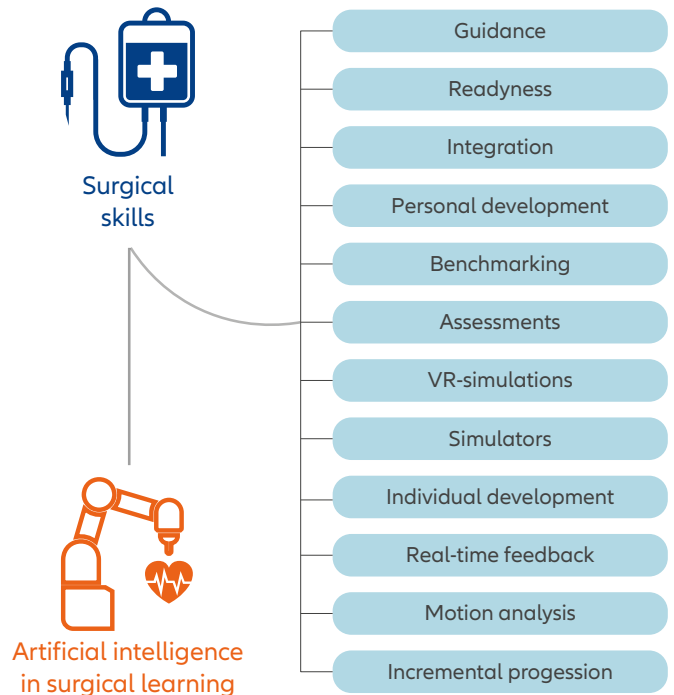 Surgical
skills
Artificial intelligence
in surgical learning
Guidance
Readyness
Integration
Personal development
Benchmarking
Assessments
VR-simulations
Simulators
Individual development
Real-time feedback
Motion analysis
Incremental progession